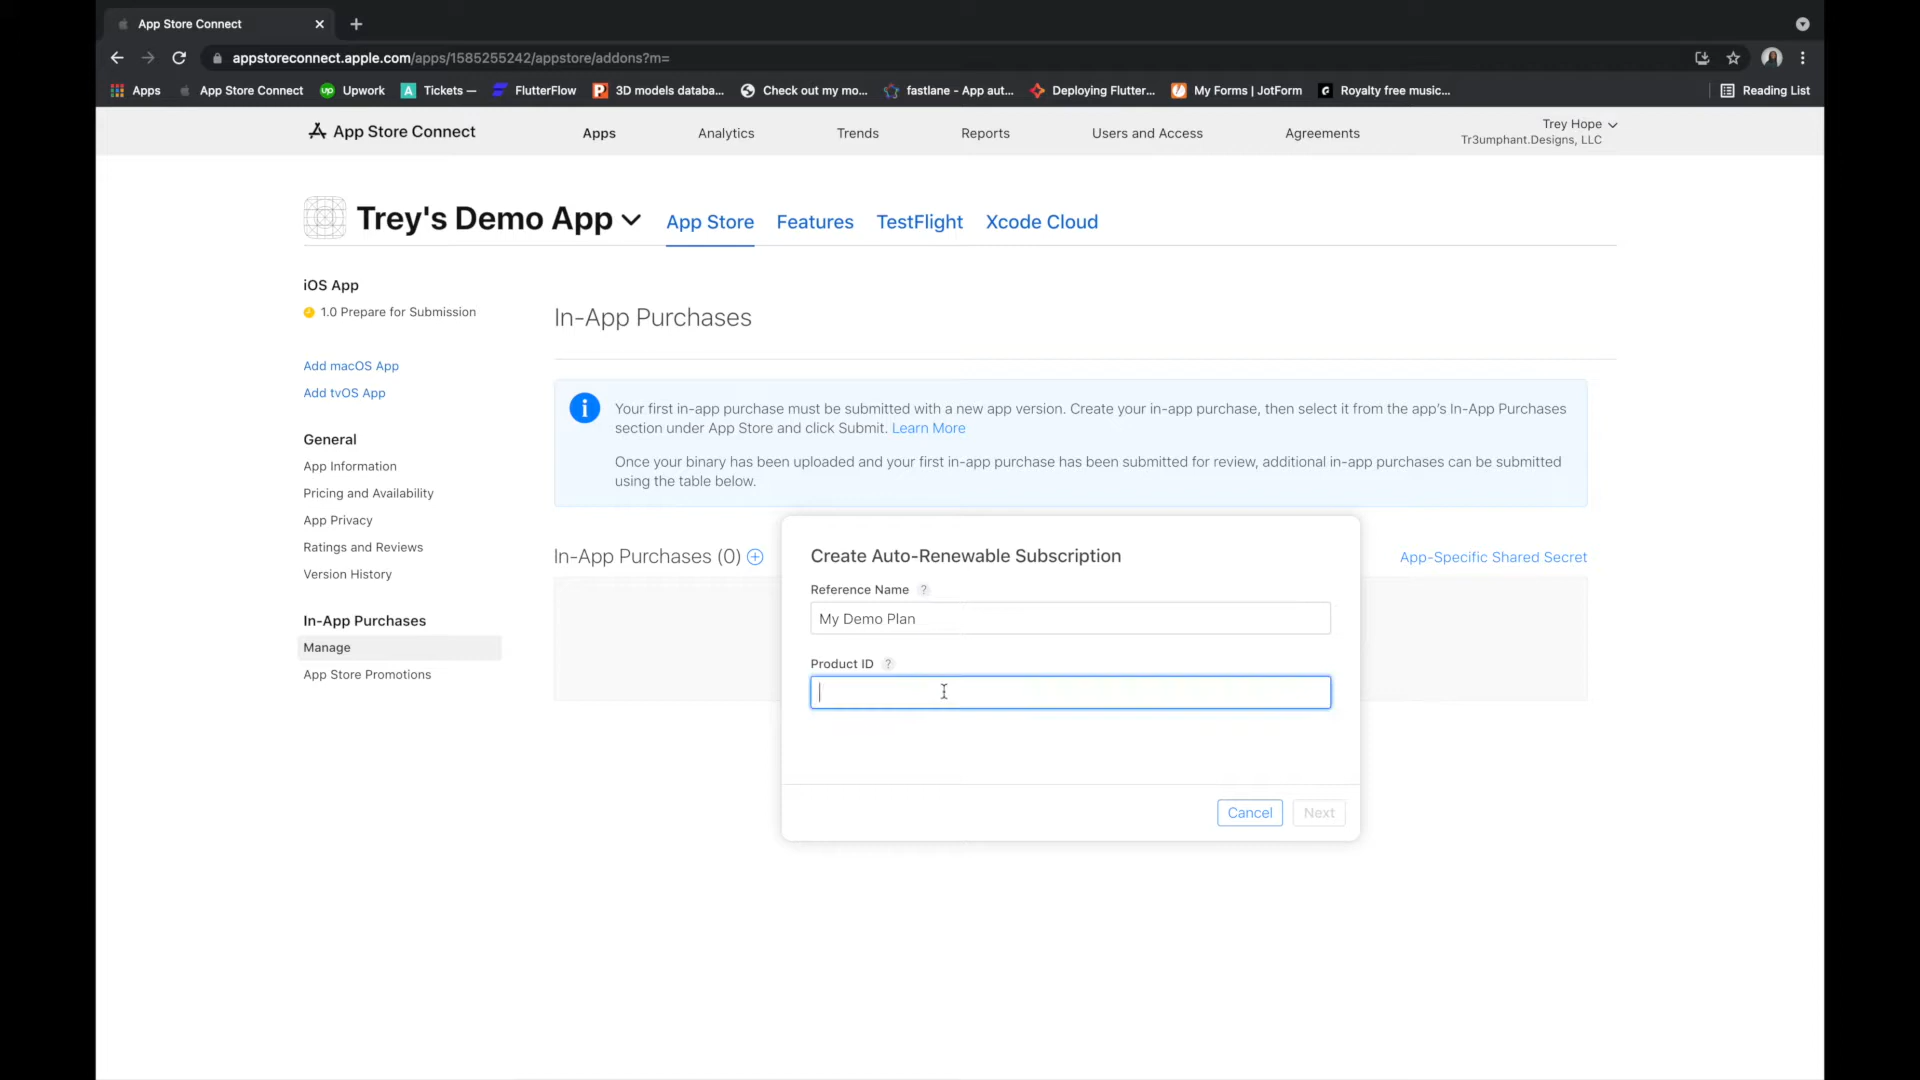 App Store Connect
appstoreconnect.apple.com/apps/1585255242/appstore/addons?m=
Apps
App Store Connect
up Upwork
A Tickets —
FlutterFlow
P 3D models databa...
Check out my mo...
fastlane - App aut...
Deploying Flutter...
My Forms | JotForm
Royalty free music...
Reading List
App Store Connect
Apps
Analytics
Trends
Reports
Users and Access
Agreements
Trey Hope
Tr3umphant.Designs, LLC
Trey's Demo App
App Store
Features
TestFlight
Xcode Cloud
iOS App
1.0 Prepare for Submission
Add macOS App
Add tvOS App
General
App Information
Pricing and Availability
App Privacy
Ratings and Reviews
Version History
In-App Purchases
Manage
App Store Promotions
In-App Purchases
i
Your first in-app purchase must be submitted with a new app version. Create your in-app purchase, then select it from the app's In-App Purchases
section under App Store and click Submit. Learn More
Once your binary has been uploaded and your first in-app purchase has been submitted for review, additional in-app purchases can be submitted
using the table below.
In-App Purchases (0)
App-Specific Shared Secret
Create Auto-Renewable Subscription
Reference Name ?
My Demo Plan
Product ID ?
Cancel
Next